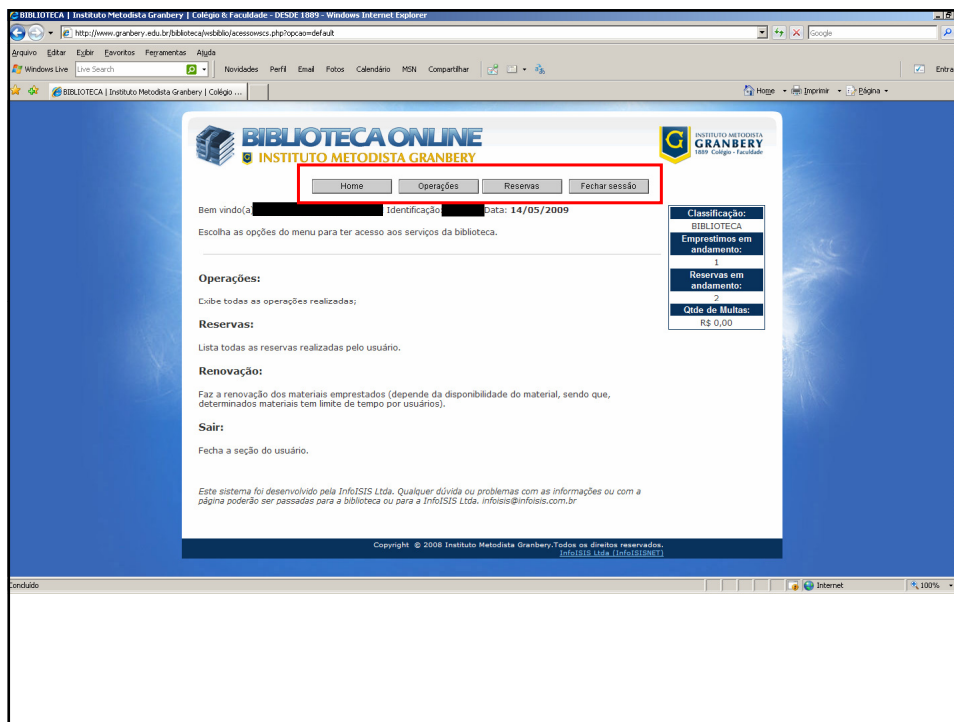 BIBLIOTECA | Instituto Metodista Granbery | Colégio & Faculdade - DESDE 1889 - Windows Internet Explorer
http://www.granbery.edu.br/biblioteca/wsbiblio/acessowscs.php?opcao=default
Google
Arquivo Editar Exibir Favoritos Ferramentas Ajuda
Windows Live Live Search Novidades Perfil Email Fotos Calendário MSN Compartilhar Entra
BIBLIOTECA | Instituto Metodista Granbery | Colégio ... Home Imprimir Página
BIBLIOTECA ONLINE
INSTITUTO METODISTA GRANBERY
G INSTITUTO METODISTA
GRANBERY
1889 Colégio - Faculdade
Home Operações Reservas Fechar sessão
Bem vindo(a) Identificação Data: 14/05/2009
Escolha as opções do menu para ter acesso aos serviços da biblioteca.
Classificação:
BIBLIOTECA
Emprestimos em
andamento:
1
Reservas em
andamento:
2
Qtde de Multas:
R$ 0,00
Operações:
Exibe todas as operações realizadas;
Reservas:
Lista todas as reservas realizadas pelo usuário.
Renovação:
Faz a renovação dos materiais emprestados (depende da disponibilidade do material, sendo que,
determinados materiais tem limite de tempo por usuários).
Sair:
Fecha a seção do usuário.
Este sistema foi desenvolvido pela InfoISIS Ltda. Qualquer dúvida ou problemas com as informações ou com a
página poderão ser passadas para a biblioteca ou para a InfoISIS Ltda. infoisis@infoisis.com.br
Copyright © 2008 Instituto Metodista Granbery.Todos os direitos reservados.
InfoISIS Ltda [InfoISISNET]
Concluído Internet 100%